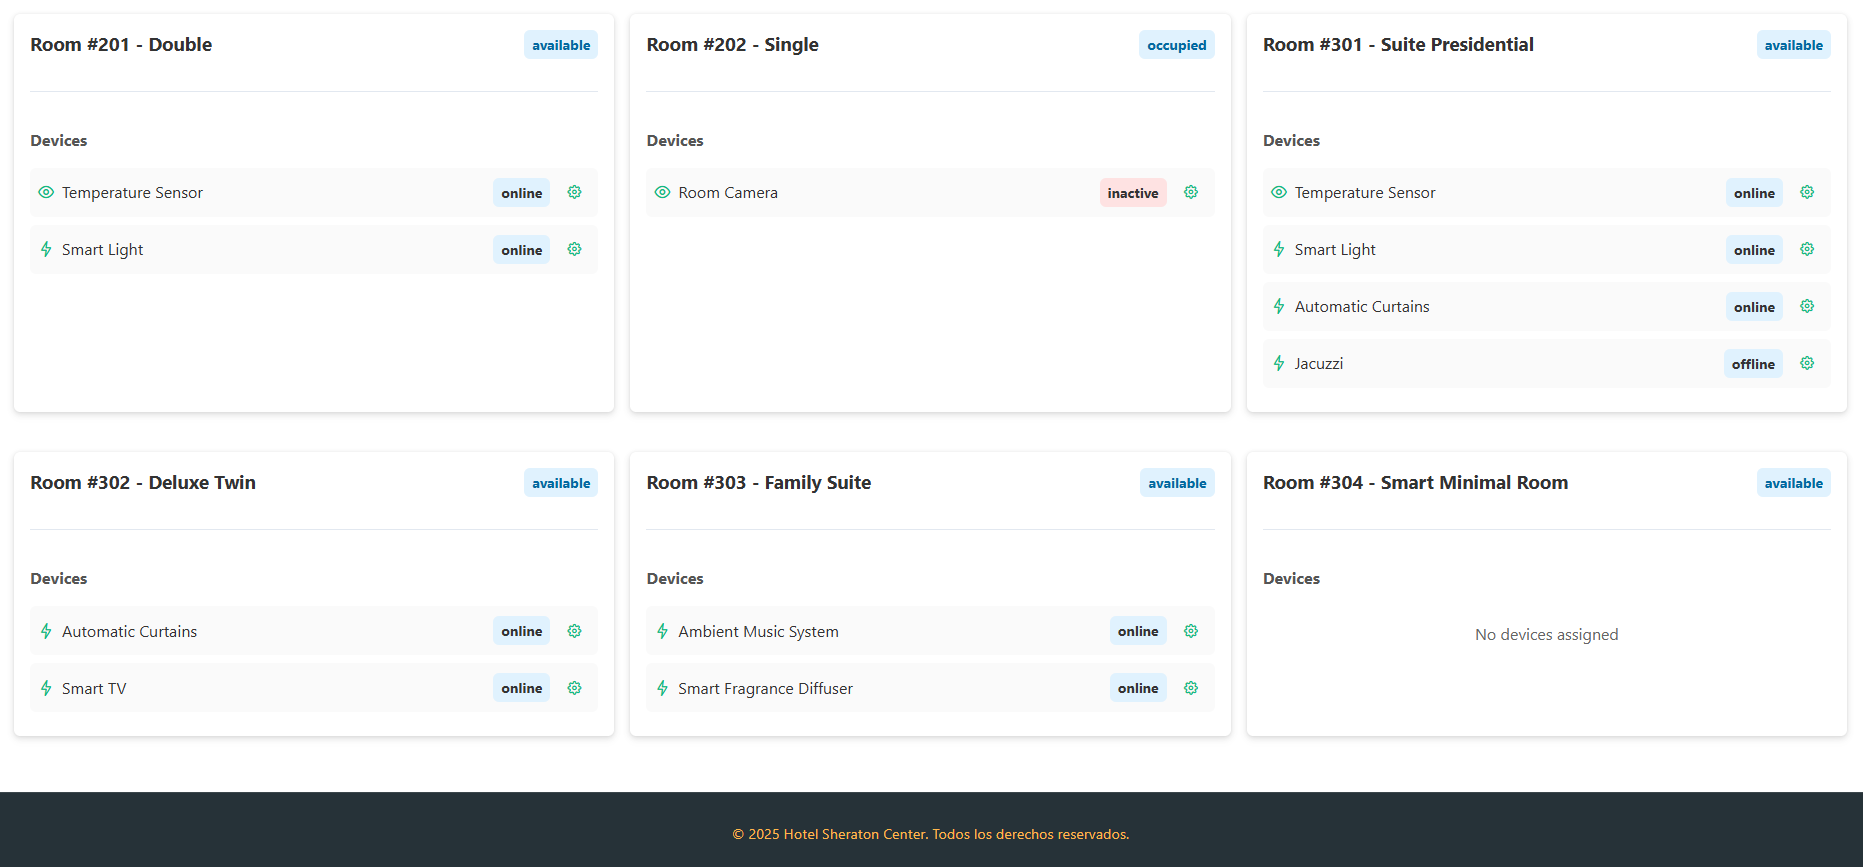 Room #201 - Double
available
Devices
Temperature Sensor
online
Smart Light
online
Room #202 - Single
occupied
Devices
Room Camera
inactive
Room #301 - Suite Presidential
available
Devices
Temperature Sensor
online
Smart Light
online
Automatic Curtains
online
Jacuzzi
offline
Room #302 - Deluxe Twin
available
Devices
Automatic Curtains
online
Smart TV
online
Room #303 - Family Suite
available
Devices
Ambient Music System
online
Smart Fragrance Diffuser
online
Room #304 - Smart Minimal Room
available
Devices
No devices assigned
© 2025 Hotel Sheraton Center. Todos los derechos reservados.